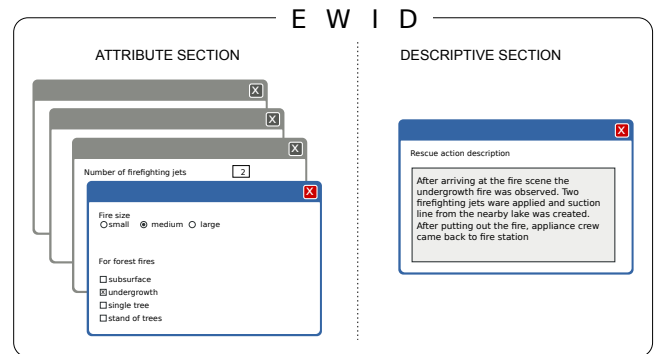 E W I D
ATTRIBUTE SECTION
X
X
X
Number of firefighting jets 2
X
Fire size
small medium large
For forest fires
X undergrowth
subsurface
single tree
stand of trees
DESCRIPTIVE SECTION
X
Rescue action description
After arriving at the fire scene the
undergrowth fire was observed. Two
firefighting jets ware applied and suction
line from the nearby lake was created.
After putting out the fire, appliance crew
came back to fire station